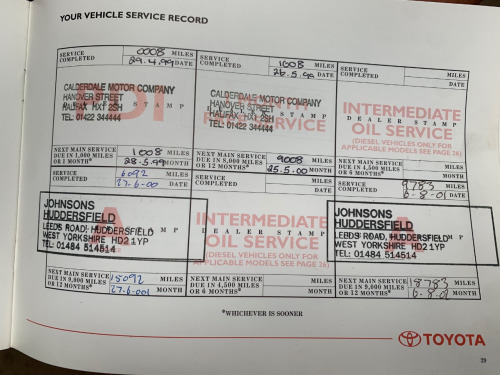 YOUR VEHICLE SERVICE RECORD
SERVICE COMPLETED 0008 MILES
29.4.99 DATE
CALDERDALE MOTOR COMPANY
HANOVER STREET
HALIFAX HX1 2SH
TEL: 01422 344444
PDI
STAMP
NEXT MAIN SERVICE
DUE IN 1,000 MILES 1008 MILES
OR 1 MONTHS* 28.5.99 MONTH
SERVICE COMPLETED 1008 MILES
26.5.99 DATE
CALDERDALE MOTOR COMPANY
HANOVER STREET
HALIFAX HX1 2SH
TEL: 01422 344444
SERVICE
STAMP
NEXT MAIN SERVICE
DUE IN 8,000 MILES 9008 MILES
OR 12 MONTHS* 25.5.00 MONTH
SERVICE COMPLETED MILES
DATE
INTERMEDIATE
DEALER STAMP
OIL SERVICE
(DIESEL VEHICLES ONLY FOR
APPLICABLE MODELS SEE PAGE 26)
NEXT MAIN SERVICE
DUE IN 4,500 MILES MILES
OR 6 MONTHS* MONTH
SERVICE COMPLETED 6092 MILES
27-6-00 DATE
A
JOHNSONS
HUDDERSFIELD
LEEDS ROAD, HUDDERSFIELD
WEST YORKSHIRE HD2 1YP
TEL: 01484 514514
NEXT MAIN SERVICE
DUE IN 9,000 MILES 15092 MILES
OR 12 MONTHS* 27-6-001 MONTH
SERVICE COMPLETED MILES
DATE
INTERMEDIATE
DEALER STAMP
OIL SERVICE
(DIESEL VEHICLES ONLY FOR
APPLICABLE MODELS SEE PAGE 26)
NEXT MAIN SERVICE
DUE IN 4,500 MILES MILES
OR 6 MONTHS* MONTH
SERVICE COMPLETED 9783 MILES
6-8-01 DATE
A
JOHNSONS
HUDDERSFIELD
LEEDS ROAD, HUDDERSFIELD
WEST YORKSHIRE HD2 1YP
TEL: 01484 514514
NEXT MAIN SERVICE
DUE IN 9,000 MILES 18783 MILES
OR 12 MONTHS* MONTH
*WHICHEVER IS SOONER
TOYOTA
29